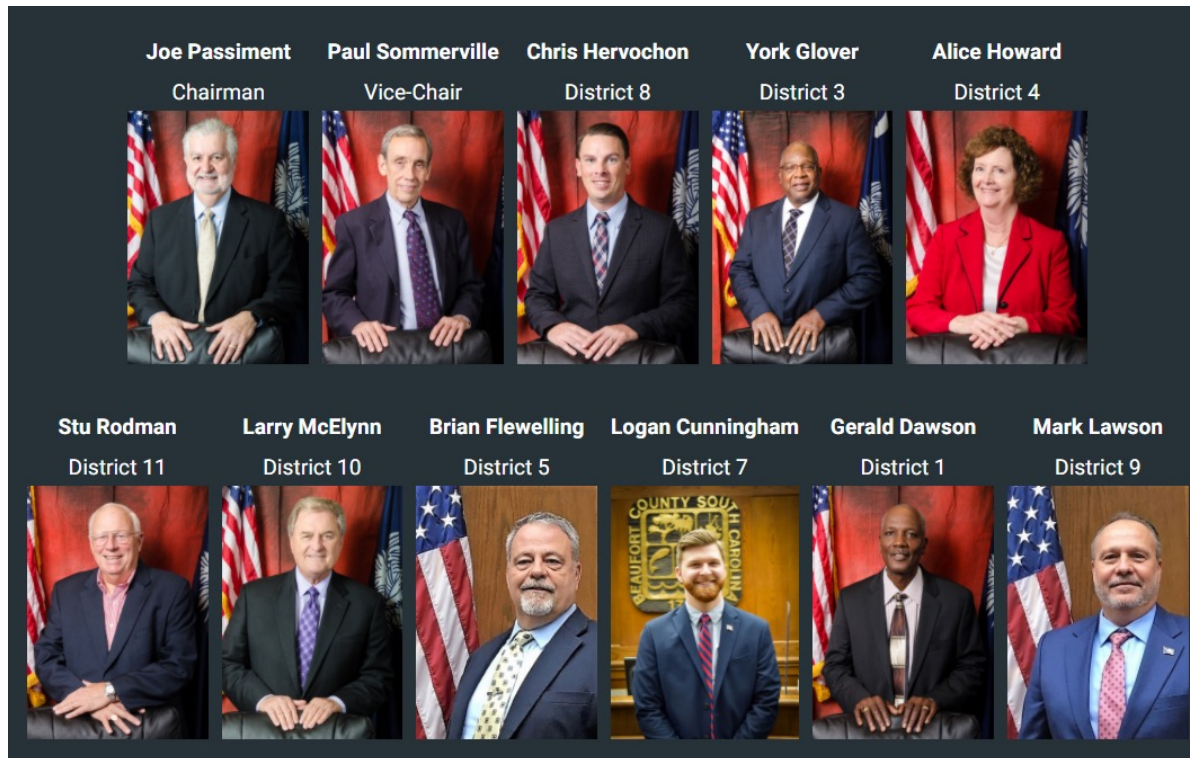 Joe Passiment
Chairman
Paul Sommerville
Vice-Chair
Chris Hervochon
District 8
York Glover
District 3
Alice Howard
District 4
Stu Rodman
District 11
Larry McElynn
District 10
Brian Flewelling
District 5
Logan Cunningham
District 7
BEAUFORT COUNTY SOUTH CAROLINA
Gerald Dawson
District 1
Mark Lawson
District 9